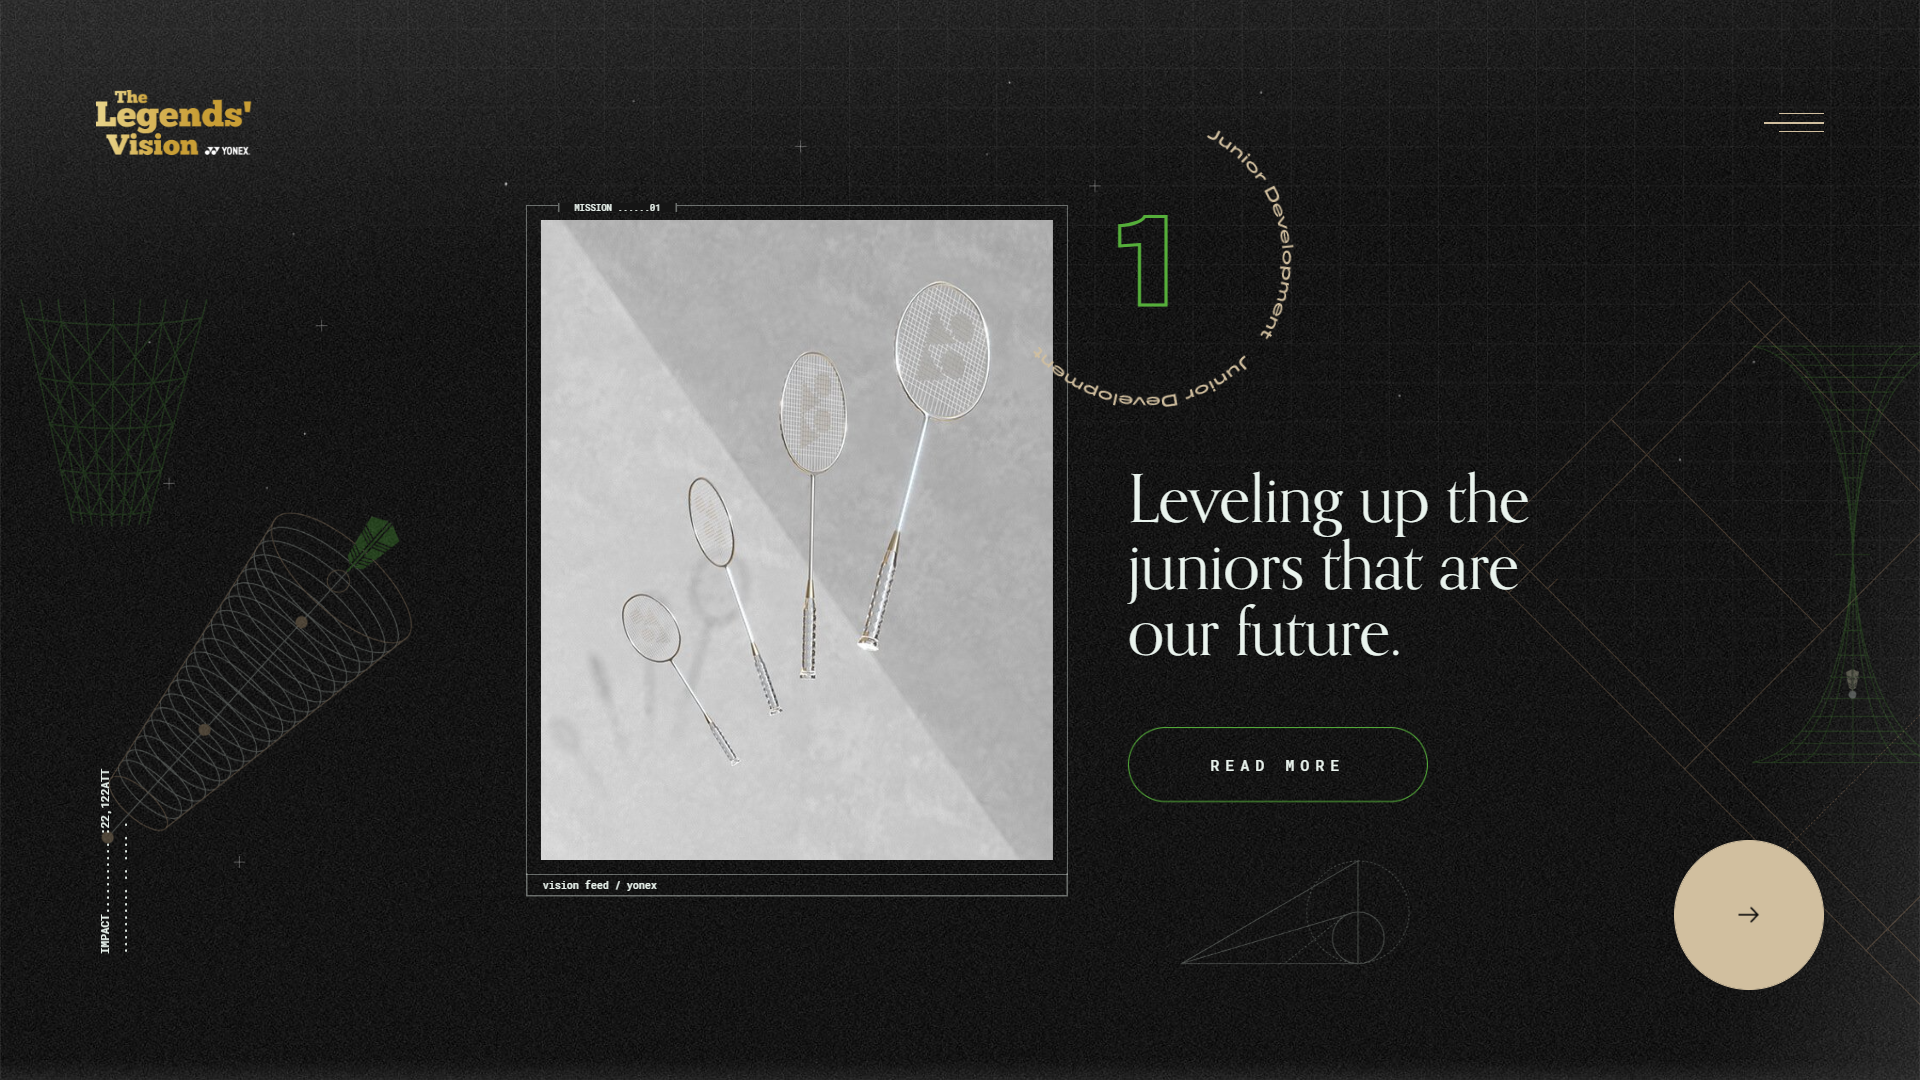 The
Legends'
Vision YONEX
MISSION ......01
1
Junior Development
Junior Development
Leveling up the
juniors that are
our future.
READ MORE
vision feed / yonex
IMPACT............:22,122ATT